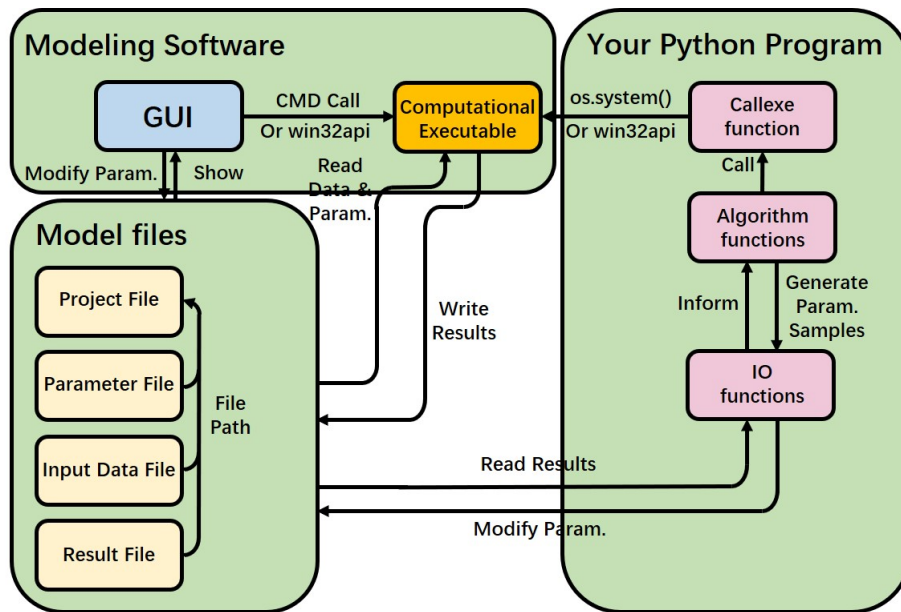 Modeling Software
GUI
CMD Call
Or win32api
Computational
Executable
Modify Param.
Show
Read
Data &
Param.
Write
Results
Model files
Project File
Parameter File
Input Data File
Result File
File
Path
Your Python Program
os.system()
Or win32api
Callexe
function
Call
Algorithm
functions
Inform
Generate
Param.
Samples
IO
functions
Read Results
Modify Param.